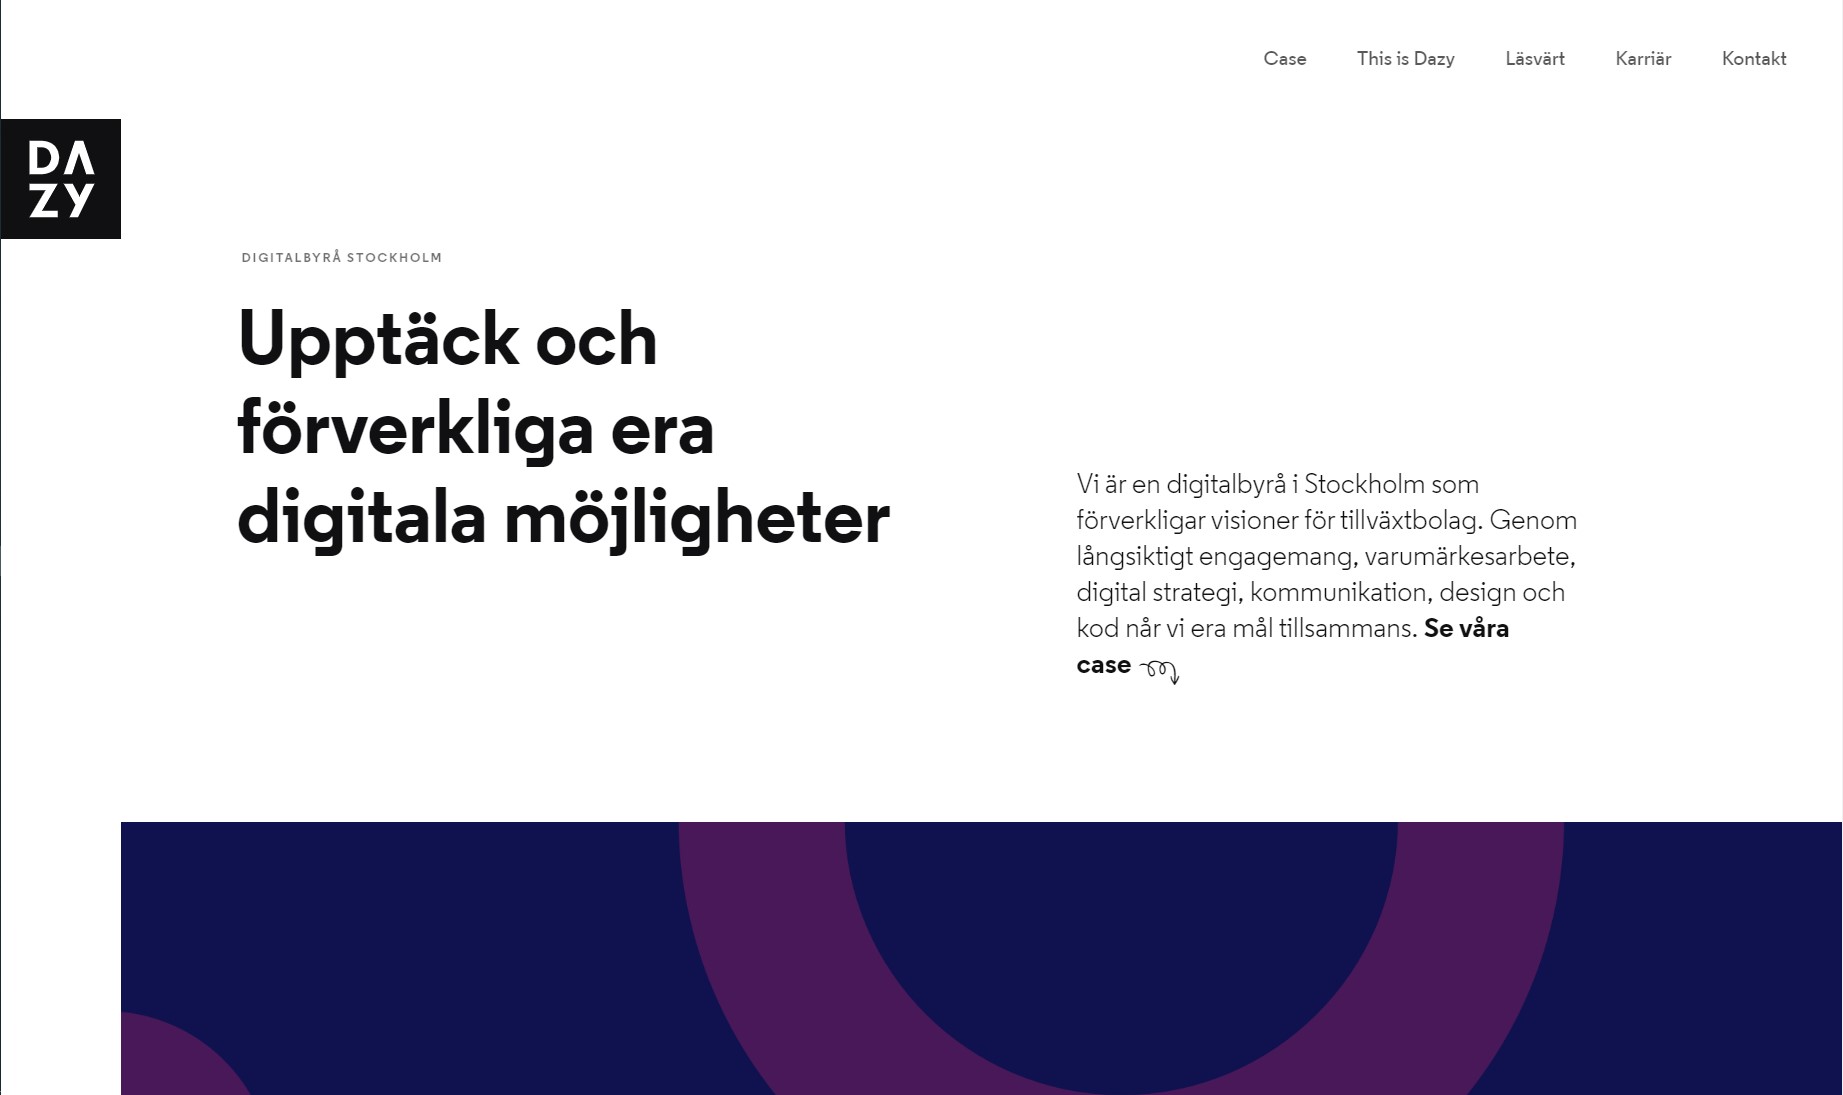 Case
This is Dazy
Läsvärt
Karriär
Kontakt
DA
ZY
DIGITALBYRÅ STOCKHOLM
Upptäck och
förverkliga era
digitala möjligheter
Vi är en digitalbyrå i Stockholm som
förverkligar visioner för tillväxtbolag. Genom
långsiktigt engagemang, varumärkesarbete,
digital strategi, kommunikation, design och
kod når vi era mål tillsammans. Se våra
case